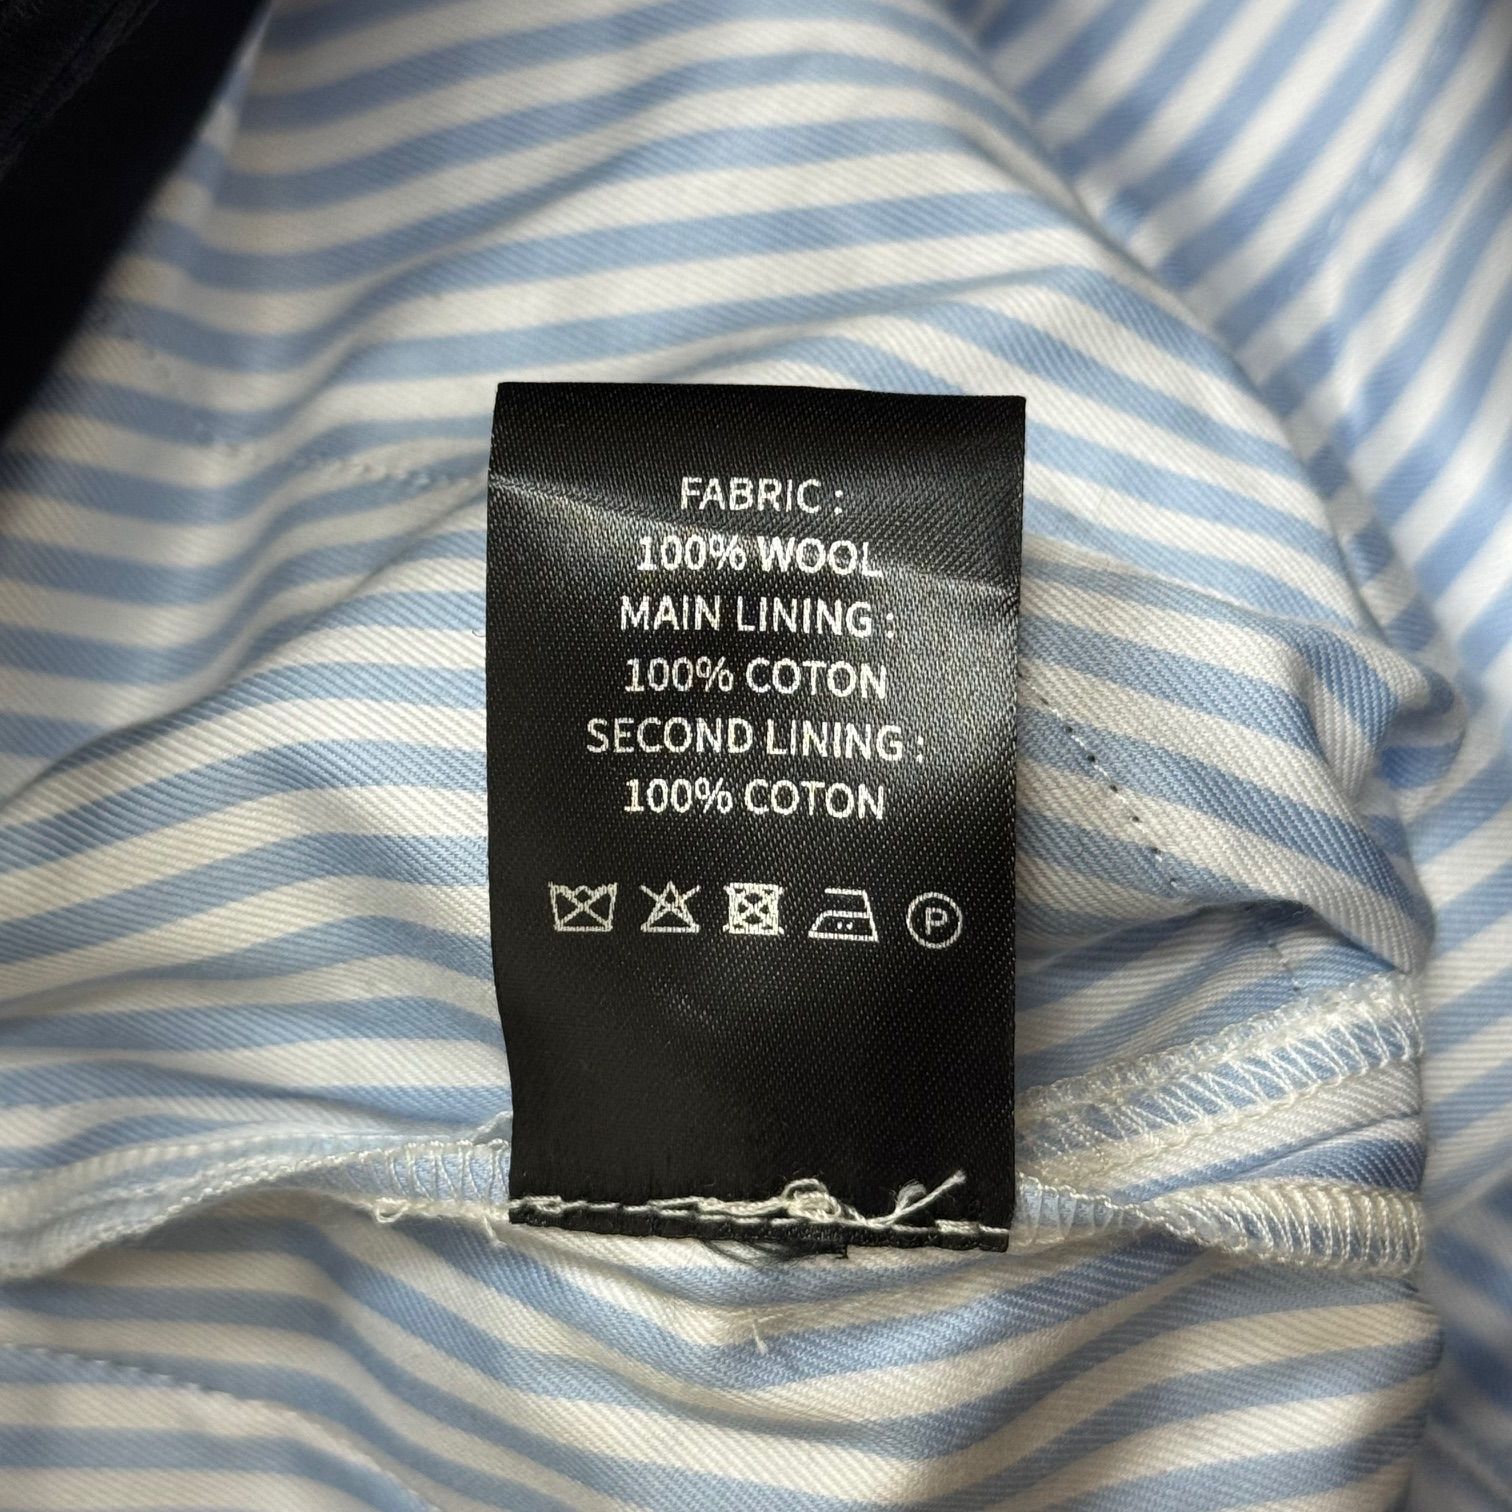 FABRIC :
100% WOOL
MAIN LINING :
100% COTON
SECOND LINING :
100% COTON
P